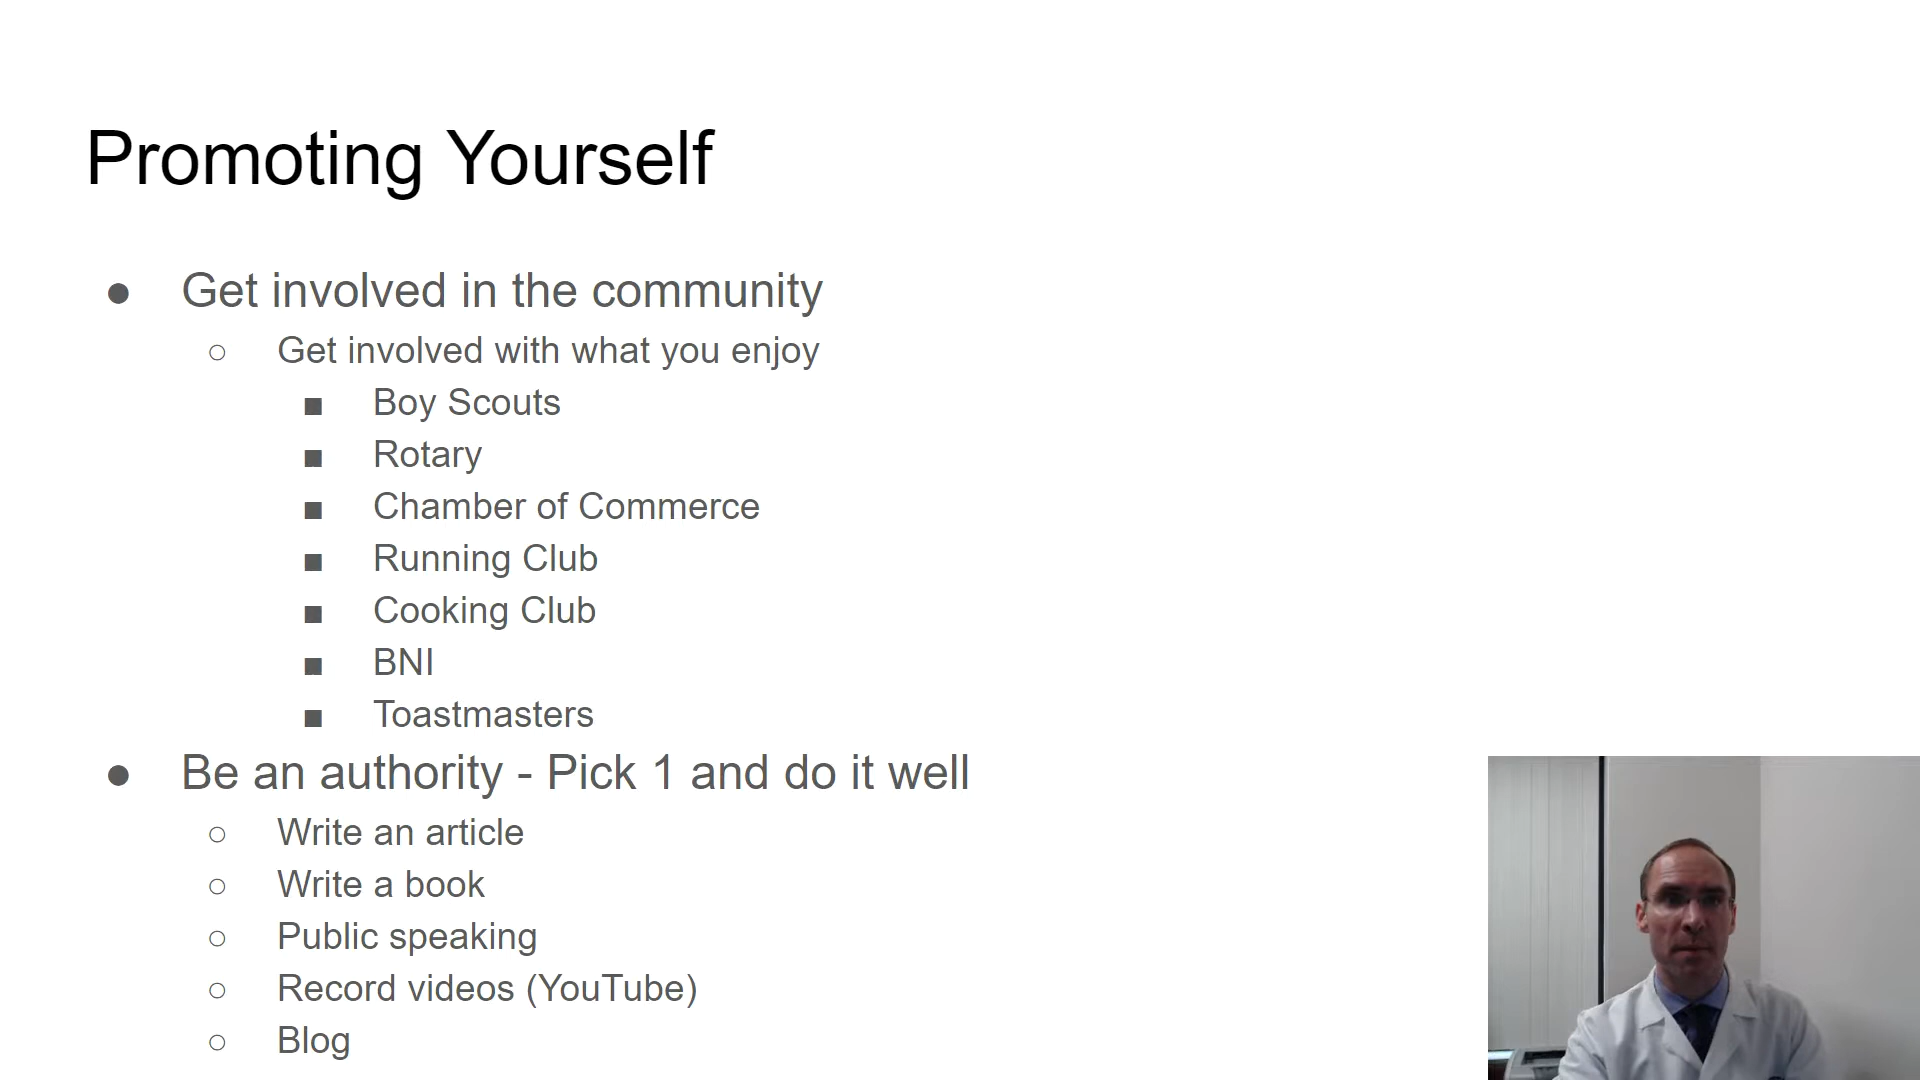 Promoting Yourself
● Get involved in the community
○ Get involved with what you enjoy
■ Boy Scouts
■ Rotary
■ Chamber of Commerce
■ Running Club
■ Cooking Club
■ BNI
■ Toastmasters
● Be an authority - Pick 1 and do it well
○ Write an article
○ Write a book
○ Public speaking
○ Record videos (YouTube)
○ Blog